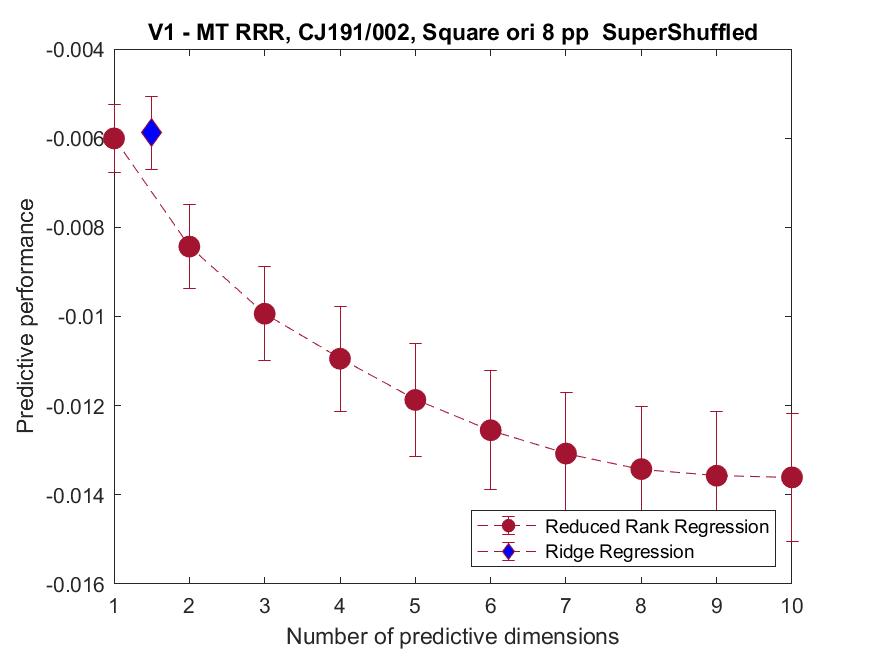 V1 - MT RRR, CJ191/002, Square ori 8 pp  SuperShuffled
Predictive performance
-0.004
-0.006
-0.008
-0.01
-0.012
-0.014
-0.016
1 2 3 4 5 6 7 8 9 10
Number of predictive dimensions
Reduced Rank Regression
Ridge Regression